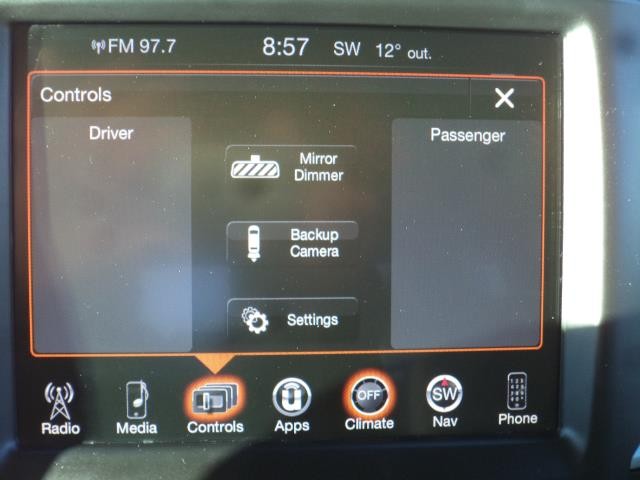 FM 97.7 8:57 SW 12° out.
Controls
Driver
Passenger
Mirror
Dimmer
Backup
Camera
Settings
Radio
Media
Controls
Apps
OFF
Climate
SW
Nav
Phone